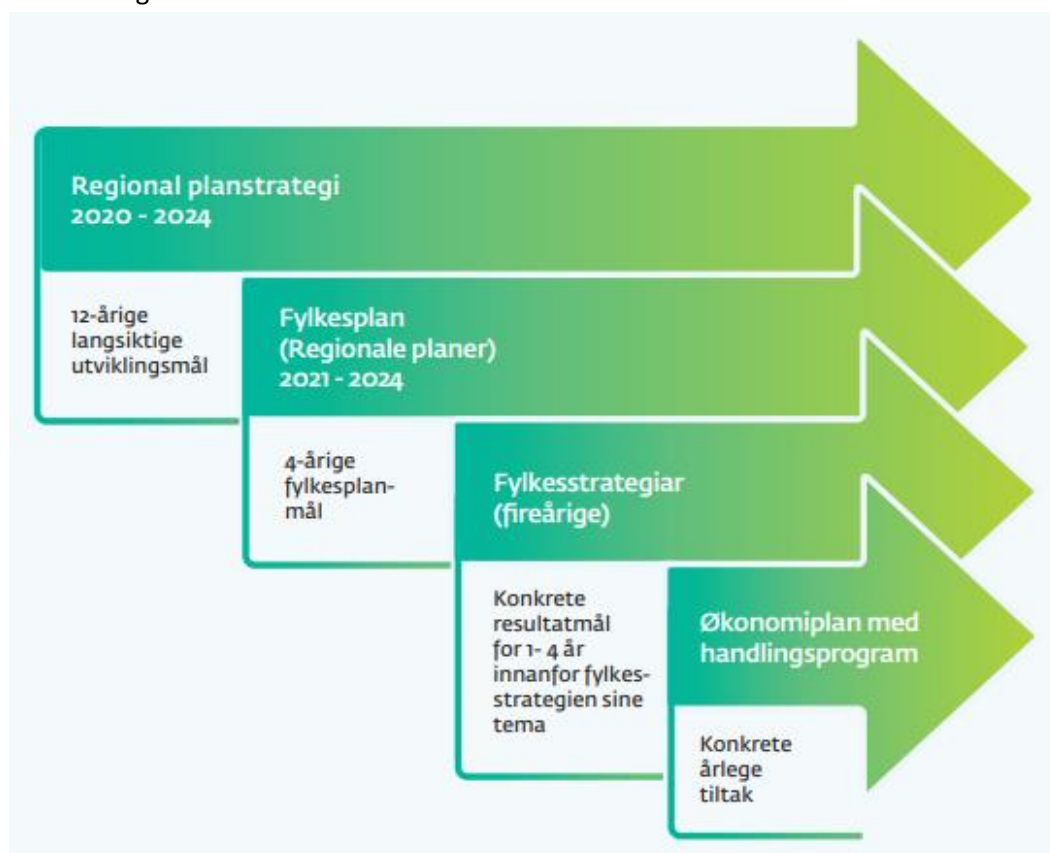 Regional planstrategi
2020 - 2024
12-årige
langsiktige
utviklingsmål
Fylkesplan
(Regionale planer)
2021 - 2024
4-årige
fylkesplan-
mål
Fylkesstrategiar
(fireårige)
Konkrete
resultatmål
for 1- 4 år
innanfor fylkes-
strategien sine
tema
Økonomiplan med
handlingsprogram
Konkrete
årlege
tiltak